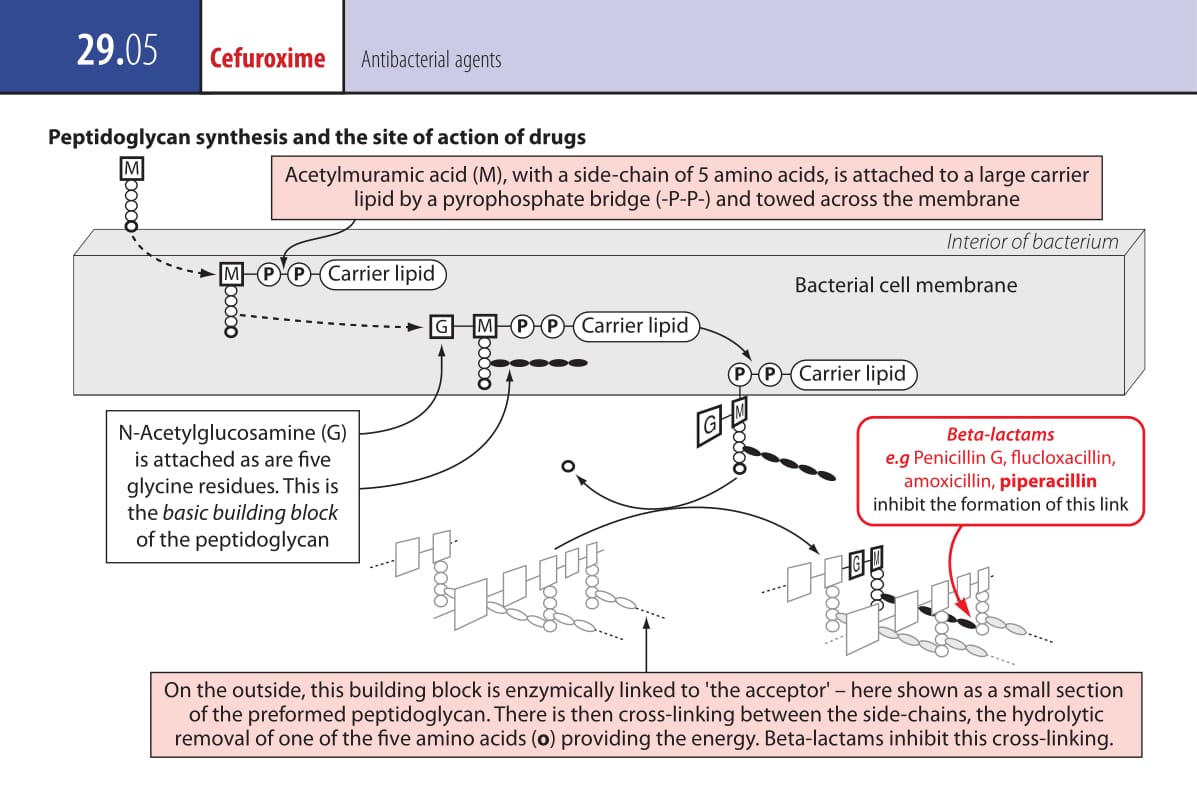 29.05
Cefuroxime
Antibacterial agents
Peptidoglycan synthesis and the site of action of drugs
M
Acetylmuramic acid (M), with a side-chain of 5 amino acids, is attached to a large carrier
lipid by a pyrophosphate bridge (-P-P-) and towed across the membrane
Interior of bacterium
M P P Carrier lipid
Bacterial cell membrane
G M P P Carrier lipid
P P Carrier lipid
G M
N-Acetylglucosamine (G)
is attached as are five
glycine residues. This is
the basic building block
of the peptidoglycan
Beta-lactams
e.g Penicillin G, flucloxacillin,
amoxicillin, piperacillin
inhibit the formation of this link
G M
On the outside, this building block is enzymically linked to 'the acceptor' – here shown as a small section
of the preformed peptidoglycan. There is then cross-linking between the side-chains, the hydrolytic
removal of one of the five amino acids (o) providing the energy. Beta-lactams inhibit this cross-linking.